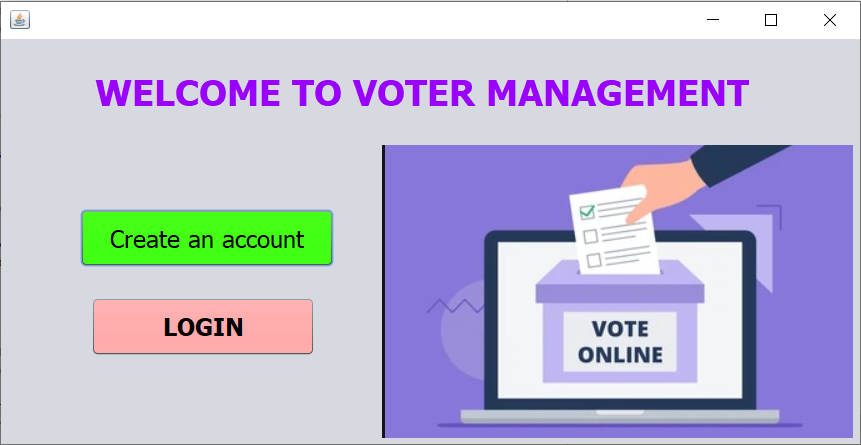 WELCOME TO VOTER MANAGEMENT
Create an account
LOGIN
VOTE
ONLINE